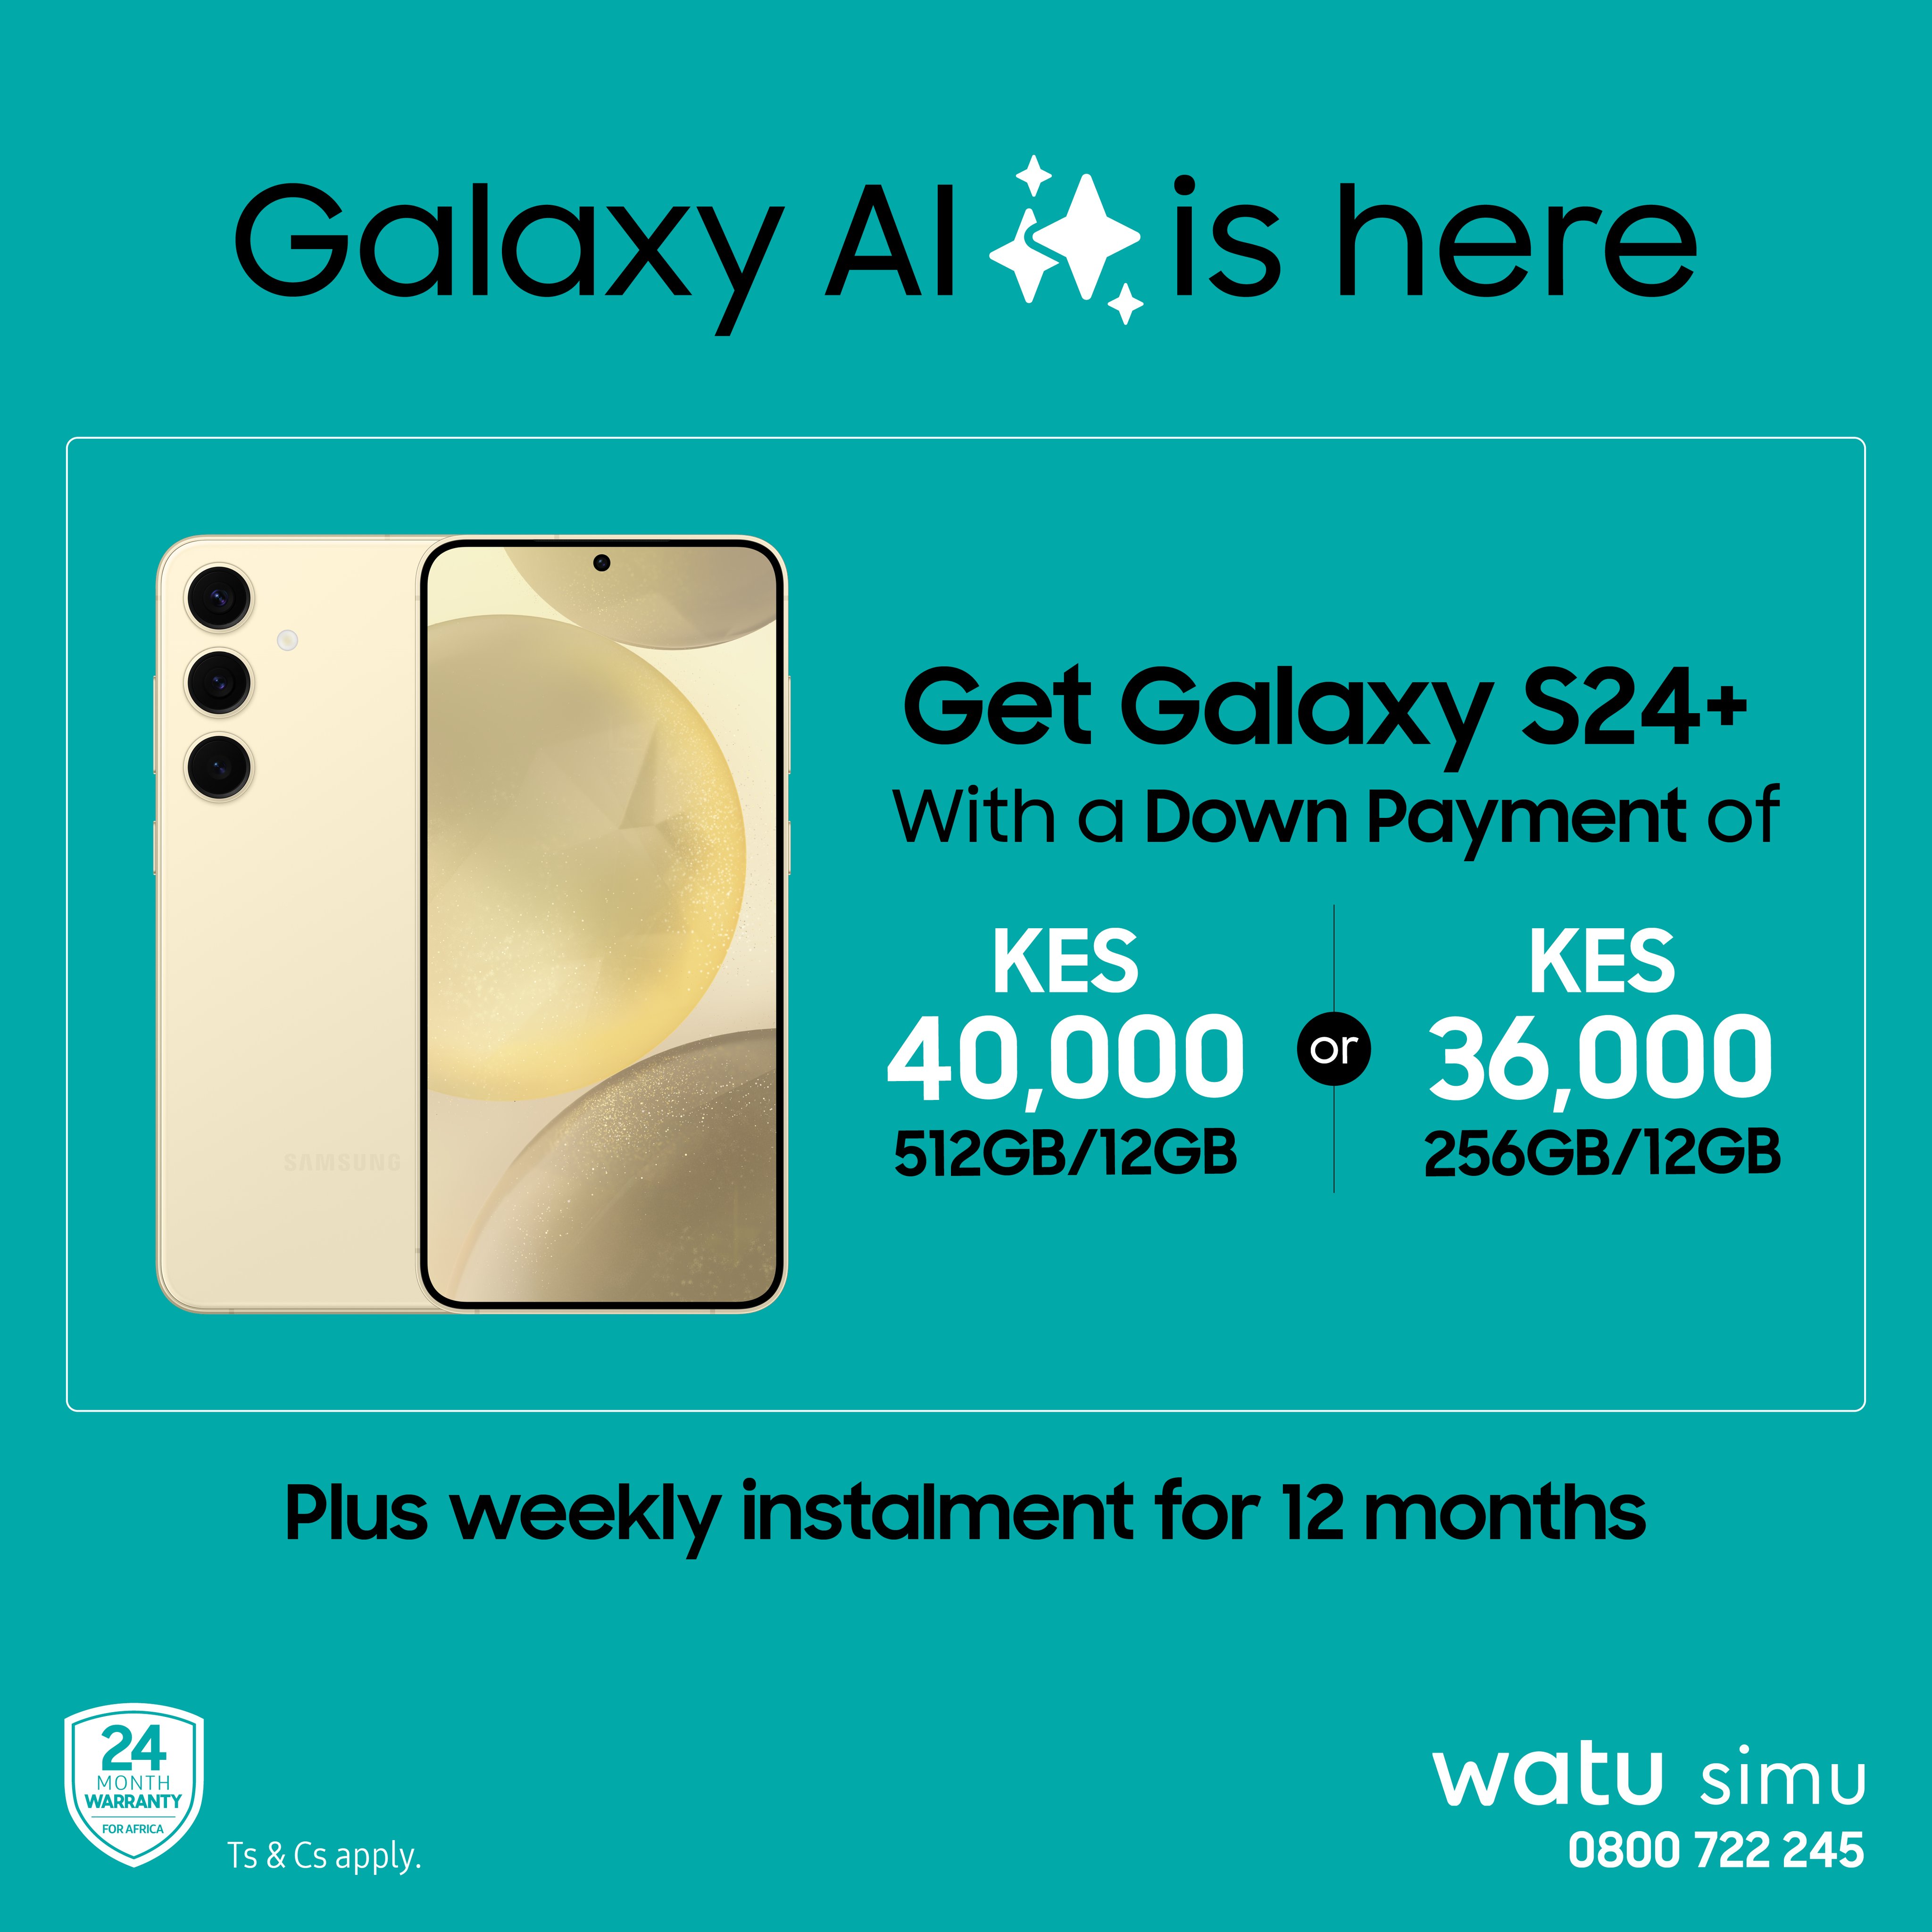 Galaxy AI is here
SAMSUNG
Get Galaxy S24+
With a Down Payment of
KES
40,000
512GB/12GB
or
KES
36,000
256GB/12GB
Plus weekly instalment for 12 months
24
MONTH
WARRANTY
FOR AFRICA
Ts & Cs apply.
watu simu
0800 722 245